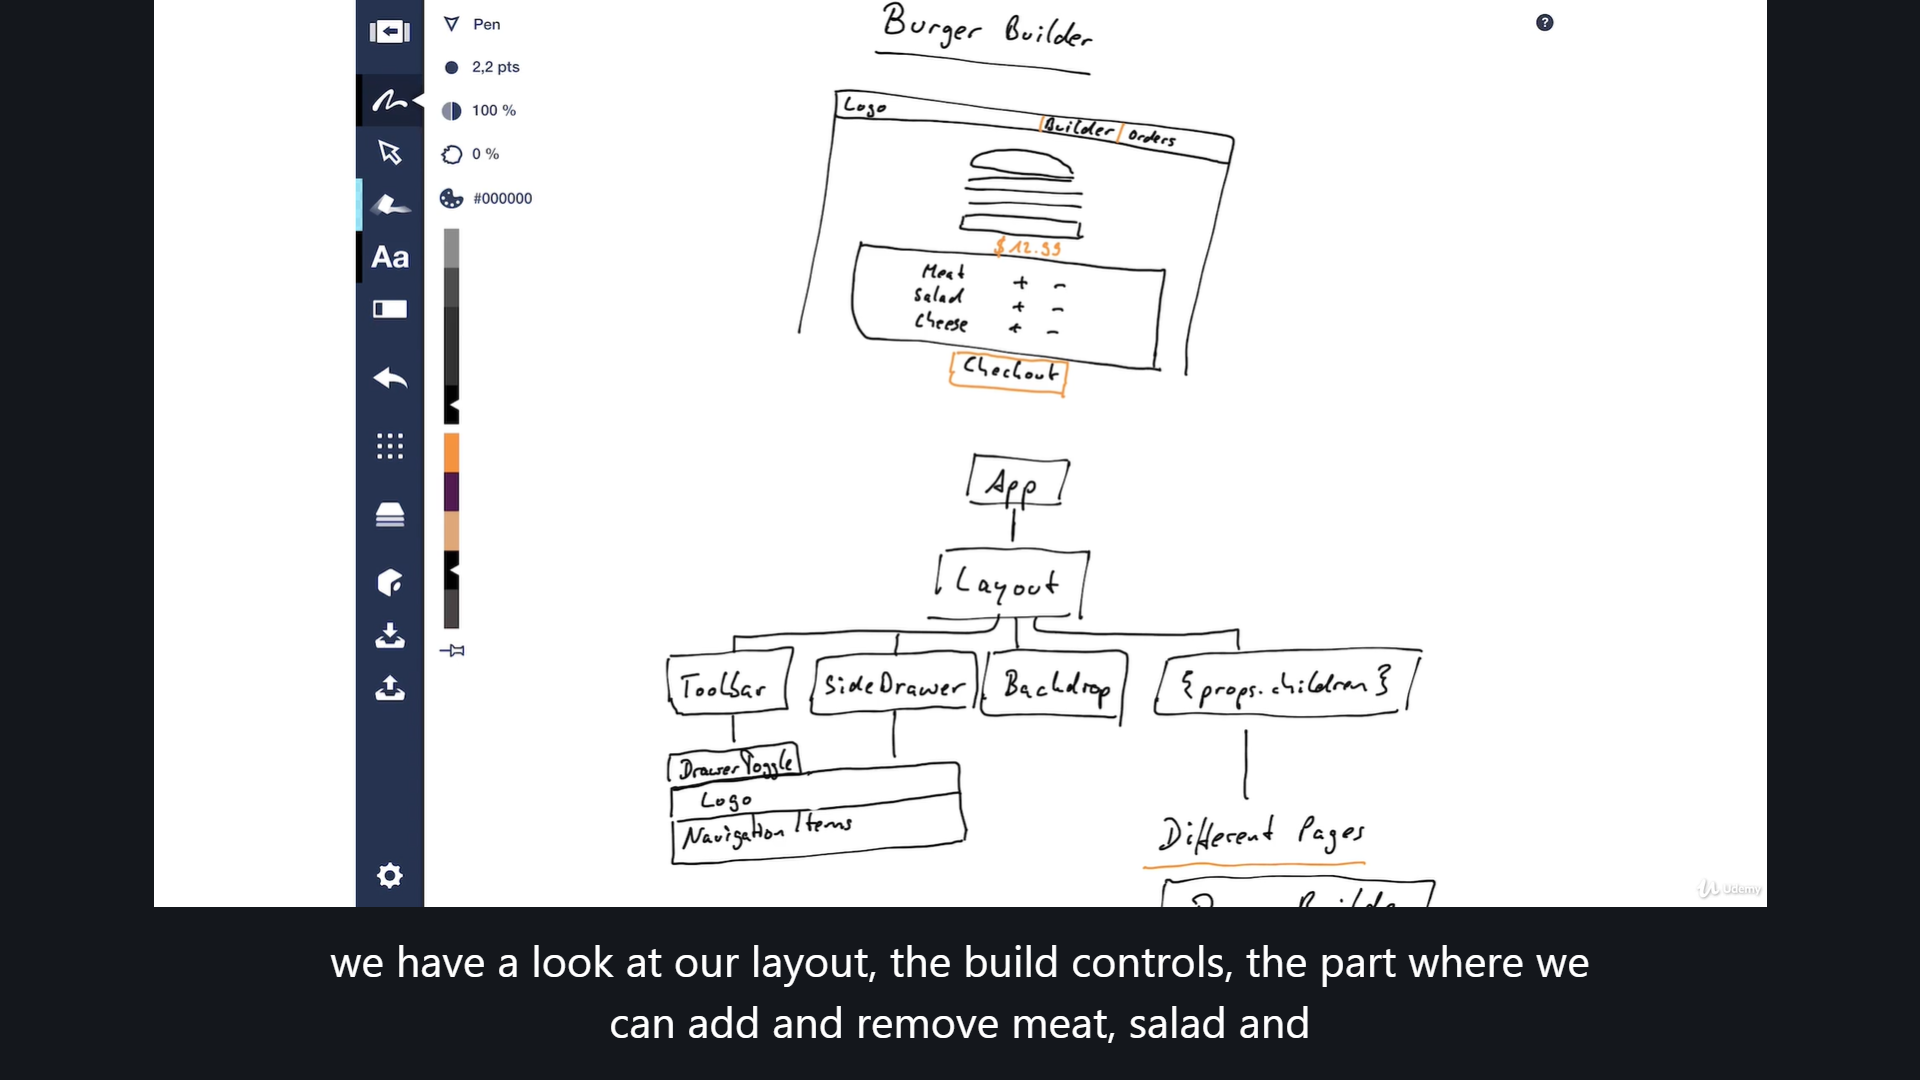 Pen
2,2 pts
100 %
0 %
#000000
Aa
?
Burger Builder
Logo
Builder Orders
$12.99
Meat + -
Salad + -
Cheese + -
Checkout
App
Layout
Toolbar SideDrawer Backdrop {props.children}
DrawerToggle
Logo
Navigation Items
Different Pages
Udemy
we have a look at our layout, the build controls, the part where we
can add and remove meat, salad and